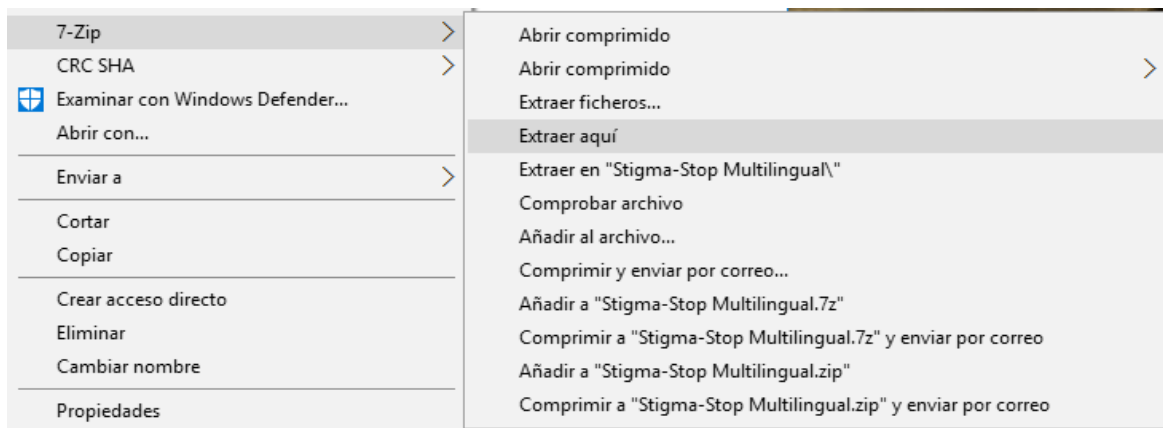 7-Zip
CRC SHA
Examinar con Windows Defender...
Abrir con...
Enviar a
Cortar
Copiar
Crear acceso directo
Eliminar
Cambiar nombre
Propiedades
Abrir comprimido
Abrir comprimido
Extraer ficheros...
Extraer aquí
Extraer en "Stigma-Stop Multilingual\"
Comprobar archivo
Añadir al archivo...
Comprimir y enviar por correo...
Añadir a "Stigma-Stop Multilingual.7z"
Comprimir a "Stigma-Stop Multilingual.7z" y enviar por correo
Añadir a "Stigma-Stop Multilingual.zip"
Comprimir a "Stigma-Stop Multilingual.zip" y enviar por correo